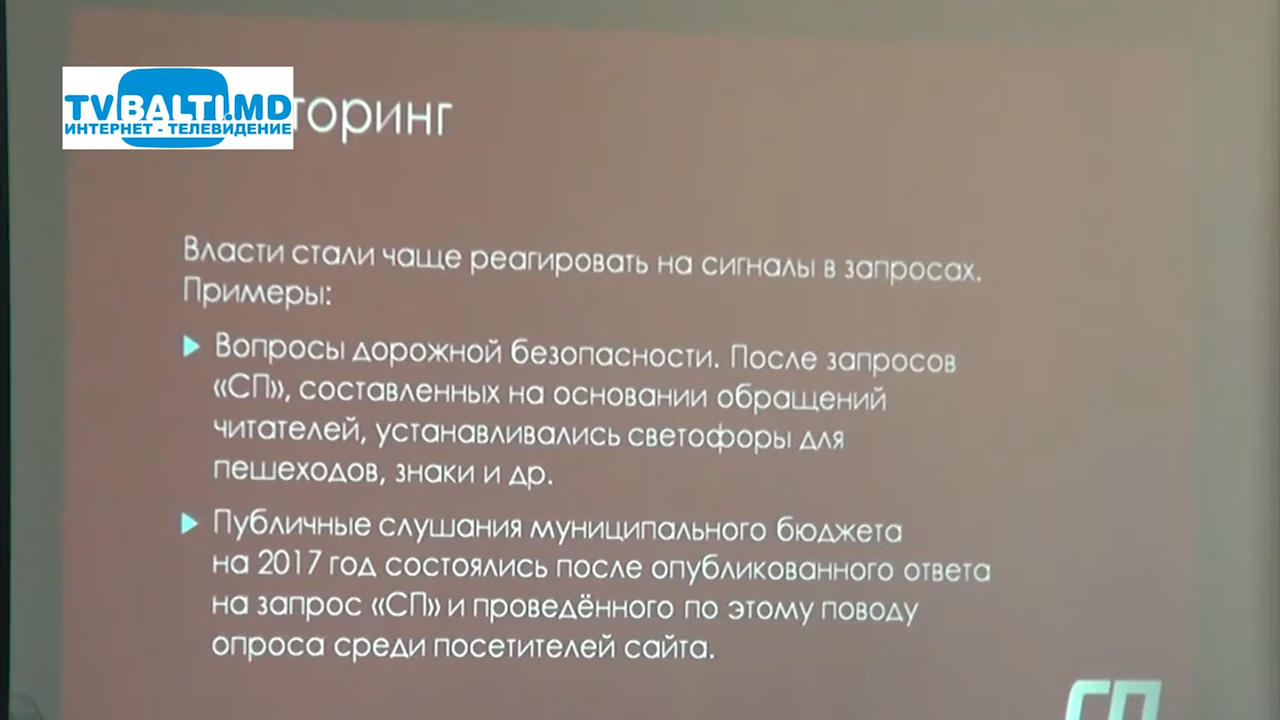 TVBALTI.MD
ИНТЕРНЕТ - ТЕЛЕВИДЕНИЕ
торинг
Власти стали чаще реагировать на сигналы в запросах.
Примеры:
Вопросы дорожной безопасности. После запросов
«СП», составленных на основании обращений
читателей, устанавливались светофоры для
пешеходов, знаки и др.
Публичные слушания муниципального бюджета
на 2017 год состоялись после опубликованного ответа
на запрос «СП» и проведённого по этому поводу
опроса среди посетителей сайта.
СП